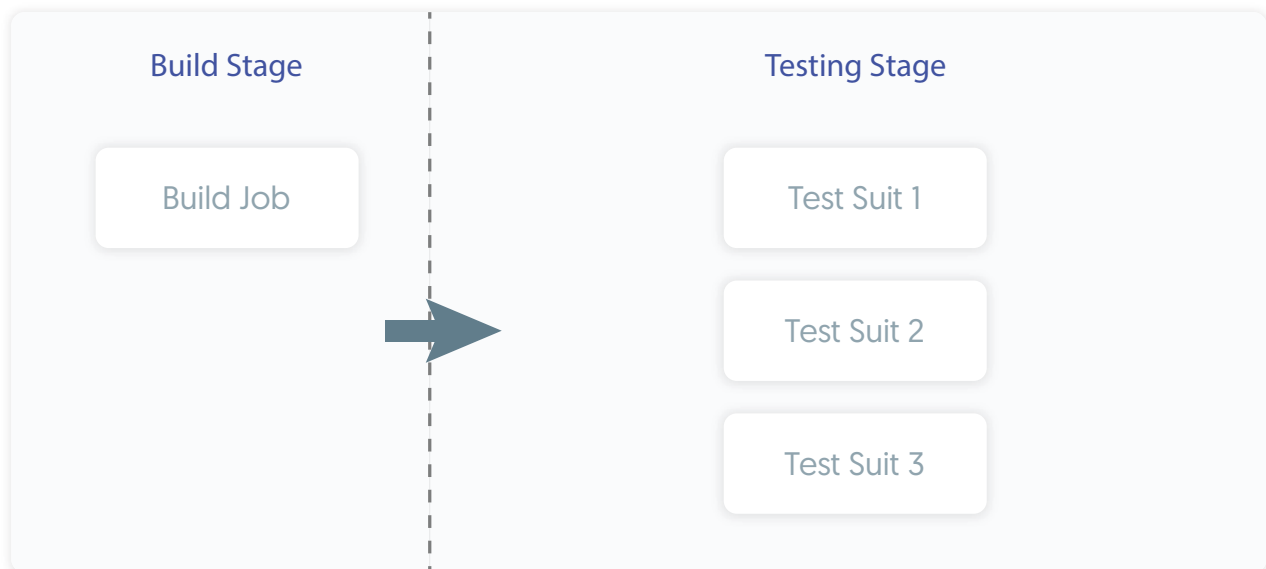 Build Stage
Testing Stage
Build Job
Test Suit 1
Test Suit 2
Test Suit 3